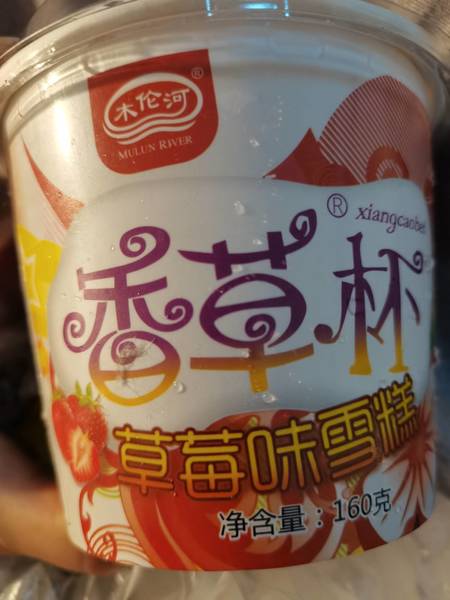 木伦河®
MULUN RIVER
® xiangcaobei
香草杯
草莓味雪糕
净含量：160克